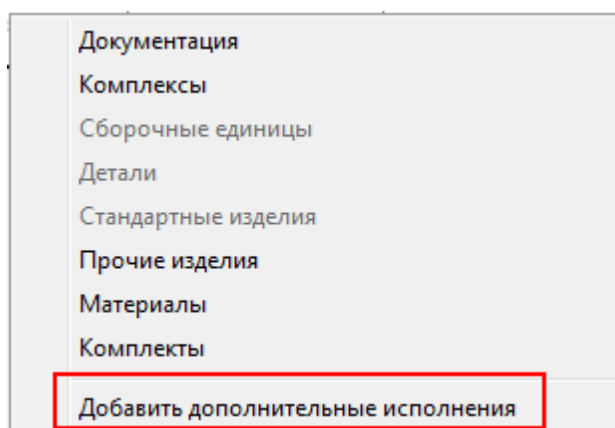 Документация
Комплексы
Сборочные единицы
Детали
Стандартные изделия
Прочие изделия
Материалы
Комплекты
Добавить дополнительные исполнения